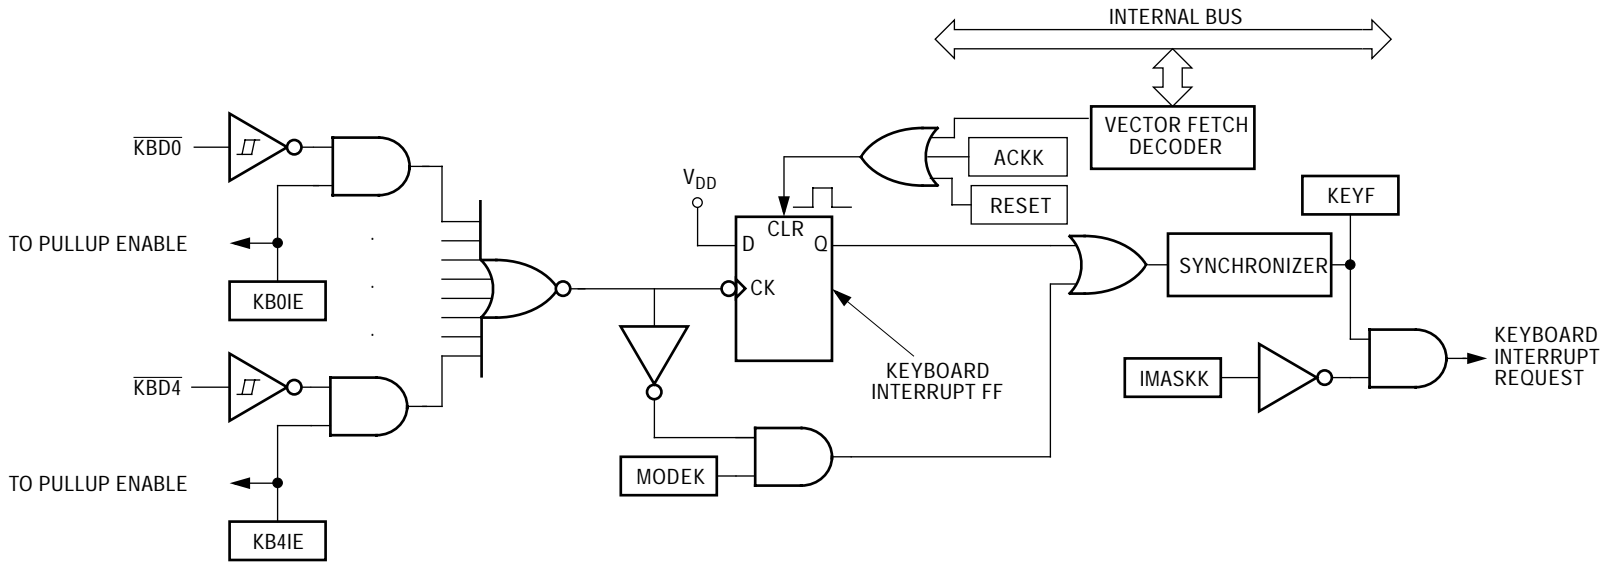 INTERNAL BUS
KBD0
VECTOR FETCH
DECODER
ACKK
VDD
KEYF
RESET
CLR
TO PULLUP ENABLE
D
Q
SYNCHRONIZER
KB0IE
CK
KEYBOARD
INTERRUPT
REQUEST
KEYBOARD
INTERRUPT FF
IMASKK
KBD4
MODEK
TO PULLUP ENABLE
KB4IE